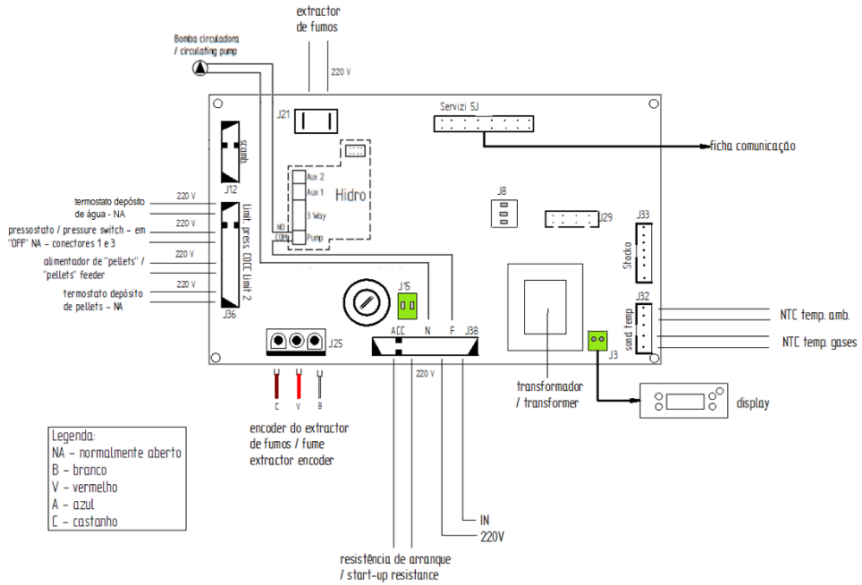 extractor
de fumos
Bomba circuladora
/ circulating pump
220 V
J21
Servizi 5J
ficha comunicação
scamb
J12
Aux 2
Aux 1
3 Way
Pump
Hidro
NO
COM
J8
J29
J33
Stocko
termostato depósito
de água - NA
220 V
pressostato / pressure switch - em
"OFF" NA - conectores 1 e 3
220 V
alimentador de "pellets" /
"pellets" feeder
220 V
termostato depósito
de pellets - NA
220 V
Limit. press. COCC Limit 2
J36
J15
ACC
N
F
J38
220 V
J25
C
V
B
encoder do extractor
de fumos / fume
extractor encoder
J32
sond temp
J3
NTC temp. amb.
NTC temp. gases
transformador
/ transformer
display
Legenda:
NA - normalmente aberto
B - branco
V - vermelho
A - azul
C - castanho
IN
220V
resistência de arranque
/ start-up resistance